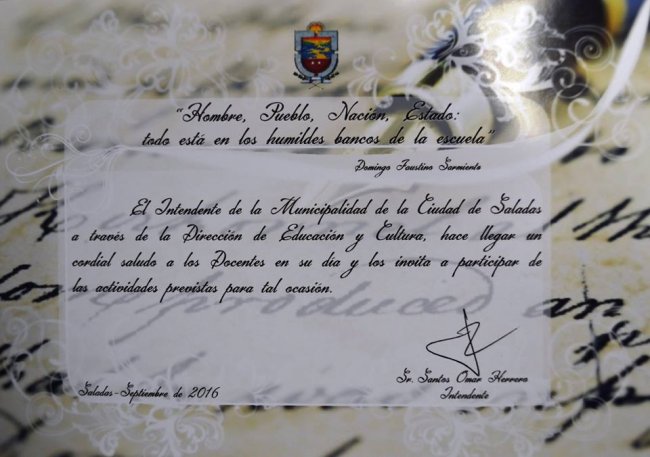 “Hombre, Pueblo, Nación, Estado:
todo está en los humildes bancos de la escuela”
Domingo Faustino Sarmiento
El Intendente de la Municipalidad de la Ciudad de Saladas
a través de la Dirección de Educación y Cultura, hace llegar un
cordial saludo a los Docentes en su día y los invita a participar de
las actividades previstas para tal ocasión.
Sr. Santos Omar Herrero
Saladas-Septiembre de 2016
Intendente
produced an